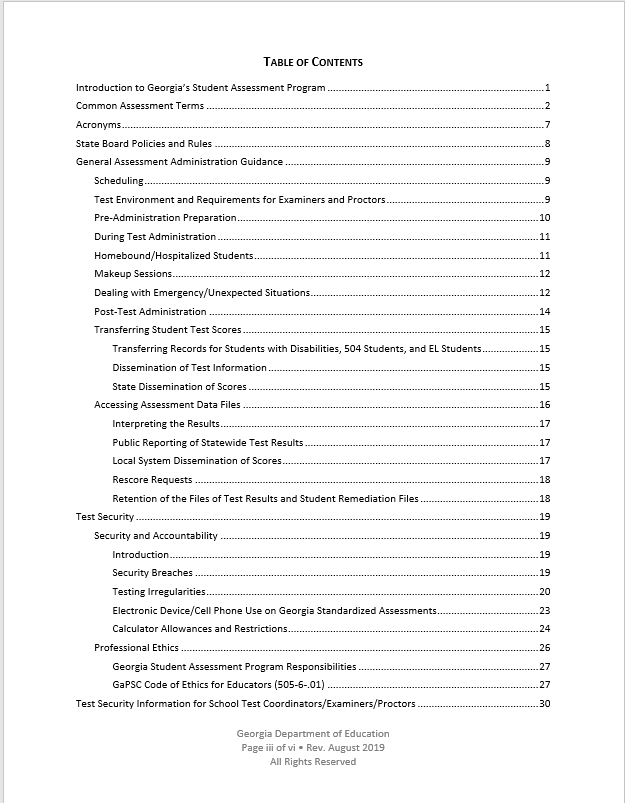 TABLE OF CONTENTS
Introduction to Georgia's Student Assessment Program ........................................................................1
Common Assessment Terms ........................................................................2
Acronyms........................................................................7
State Board Policies and Rules ........................................................................8
General Assessment Administration Guidance ........................................................................9
Scheduling........................................................................9
Test Environment and Requirements for Examiners and Proctors........................................................................9
Pre-Administration Preparation........................................................................10
During Test Administration ........................................................................11
Homebound/Hospitalized Students........................................................................11
Makeup Sessions........................................................................12
Dealing with Emergency/Unexpected Situations........................................................................12
Post-Test Administration ........................................................................14
Transferring Student Test Scores ........................................................................15
Transferring Records for Students with Disabilities, 504 Students, and EL Students....................15
Dissemination of Test Information ........................................................................15
State Dissemination of Scores ........................................................................15
Accessing Assessment Data Files ........................................................................16
Interpreting the Results........................................................................17
Public Reporting of Statewide Test Results ........................................................................17
Local System Dissemination of Scores........................................................................17
Rescore Requests ........................................................................18
Retention of the Files of Test Results and Student Remediation Files ........................................18
Test Security ........................................................................19
Security and Accountability ........................................................................19
Introduction........................................................................19
Security Breaches ........................................................................19
Testing Irregularities........................................................................20
Electronic Device/Cell Phone Use on Georgia Standardized Assessments....................................23
Calculator Allowances and Restrictions........................................................................24
Professional Ethics ........................................................................26
Georgia Student Assessment Program Responsibilities ........................................................................27
GaPSC Code of Ethics for Educators (505-6-.01) ........................................................................27
Test Security Information for School Test Coordinators/Examiners/Proctors ........................................30
Georgia Department of Education
Page iii of vi • Rev. August 2019
All Rights Reserved